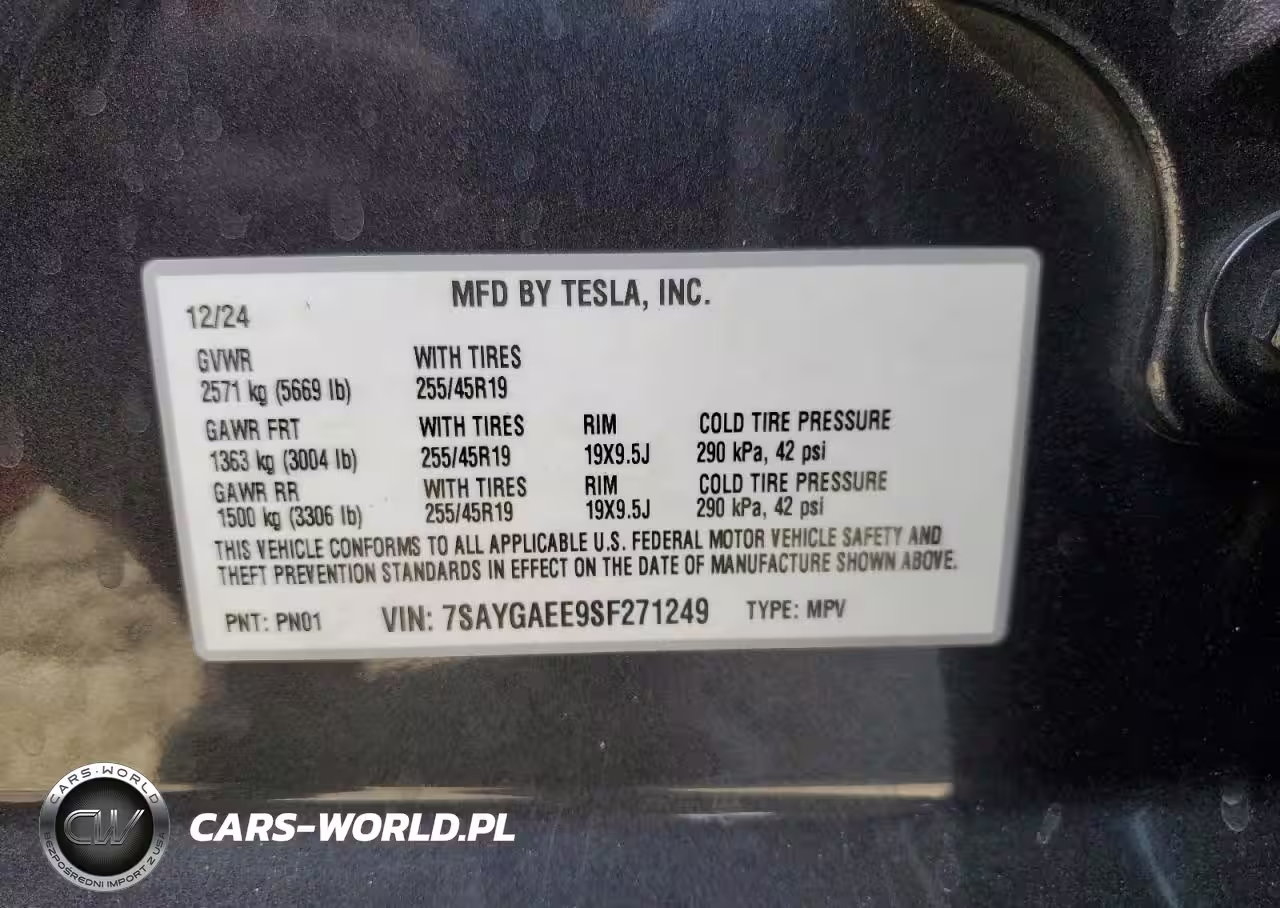 MFD BY TESLA, INC.
12/24
GVWR WITH TIRES
2571 kg (5669 lb) 255/45R19
GAWR FRT WITH TIRES RIM COLD TIRE PRESSURE
1363 kg (3004 lb) 255/45R19 19X9.5J 290 kPa, 42 psi
GAWR RR WITH TIRES RIM COLD TIRE PRESSURE
1500 kg (3306 lb) 255/45R19 19X9.5J 290 kPa, 42 psi
THIS VEHICLE CONFORMS TO ALL APPLICABLE U.S. FEDERAL MOTOR VEHICLE SAFETY AND
THEFT PREVENTION STANDARDS IN EFFECT ON THE DATE OF MANUFACTURE SHOWN ABOVE.
PNT: PN01 VIN: 7SAYGAEE9SF271249 TYPE: MPV
CARS-WORLD
CW
BEZPOŚREDNI IMPORT Z USA
CARS-WORLD.PL